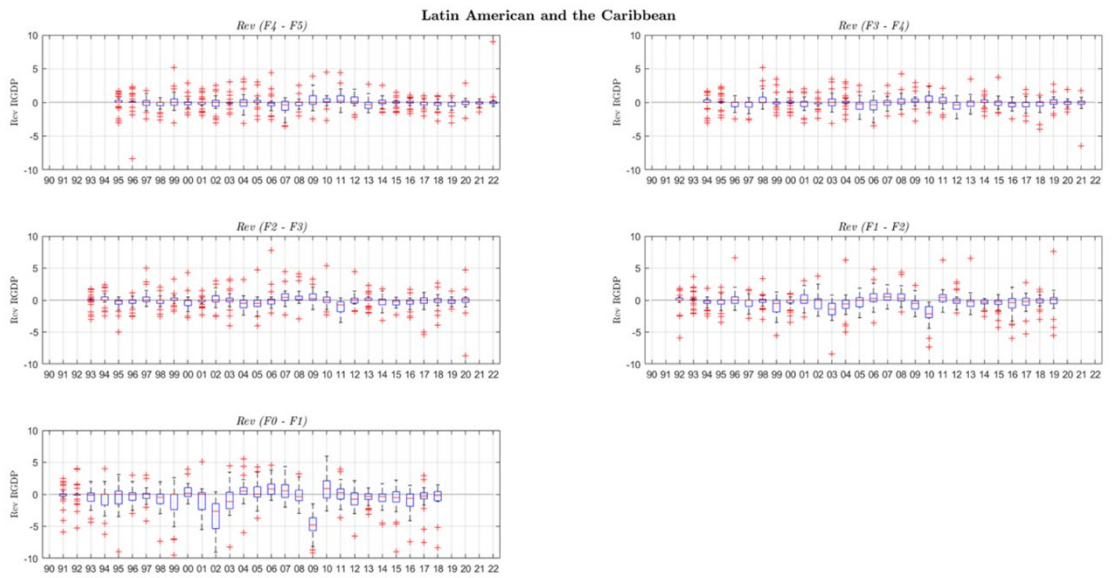 Latin American and the Caribbean
Rev (F4 - F5)
10
5
0
-5
-10
Rev RGDP
90 91 92 93 94 95 96 97 98 99 00 01 02 03 04 05 06 07 08 09 10 11 12 13 14 15 16 17 18 19 20 21 22
Rev (F3 - F4)
10
5
0
-5
-10
Rev RGDP
90 91 92 93 94 95 96 97 98 99 00 01 02 03 04 05 06 07 08 09 10 11 12 13 14 15 16 17 18 19 20 21 22
Rev (F2 - F3)
10
5
0
-5
-10
Rev RGDP
90 91 92 93 94 95 96 97 98 99 00 01 02 03 04 05 06 07 08 09 10 11 12 13 14 15 16 17 18 19 20 21 22
Rev (F1 - F2)
10
5
0
-5
-10
Rev RGDP
90 91 92 93 94 95 96 97 98 99 00 01 02 03 04 05 06 07 08 09 10 11 12 13 14 15 16 17 18 19 20 21 22
Rev (F0 - F1)
10
5
0
-5
-10
Rev RGDP
90 91 92 93 94 95 96 97 98 99 00 01 02 03 04 05 06 07 08 09 10 11 12 13 14 15 16 17 18 19 20 21 22